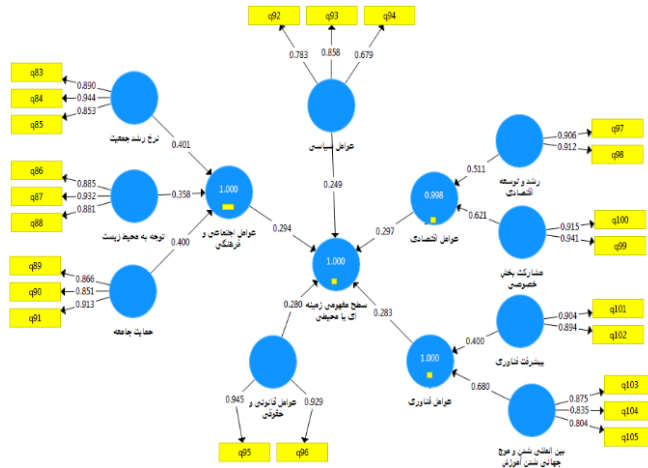 q92
q93
q94
0.783
0.858
0.679
عوامل سیاسی
0.249
q83
q84
q85
0.890
0.944
0.853
نرخ رشد جمعیت
0.401
q86
q87
q88
0.885
0.932
0.881
توجه به محیط زیست
0.358
q89
q90
q91
0.866
0.851
0.913
حمایت جامعه
0.400
1.000
عوامل اجتماعی و
فرهنگی
0.294
q97
q98
0.906
0.912
رشد و توسعه
اقتصادی
0.511
q100
q99
0.915
0.941
مشارکت بخش
خصوصی
0.621
0.998
عوامل اقتصادی
0.297
1.000
سطح مفهومی زمینه
ای یا محیطی
q101
q102
0.904
0.894
پیشرفت فناوری
0.400
q103
q104
q105
0.875
0.835
0.804
بین المللی شدن و موج
جهانی شدن آموزش
0.680
1.000
عوامل فناوری
0.283
0.280
عوامل قانونی و
حقوقی
0.945
0.929
q95
q96